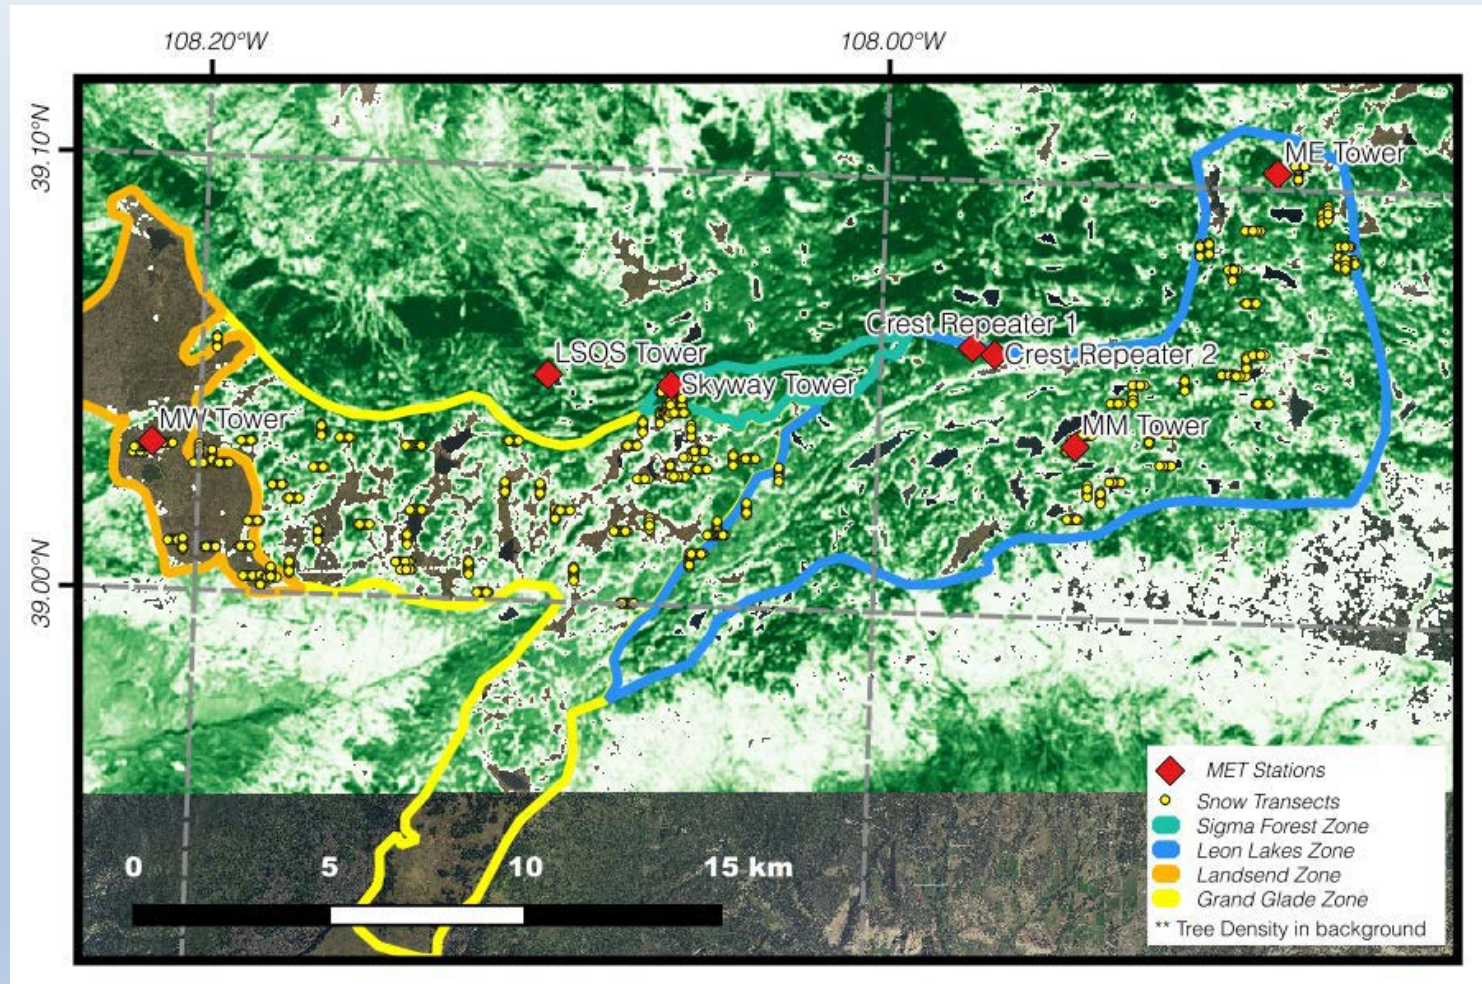 108.20°W
108.00°W
39.10°N
ME Tower
Crest Repeater 1
LSOS Tower
Crest Repeater 2
Skyway Tower
MW Tower
MM Tower
39.00°N
MET Stations
Snow Transects
Sigma Forest Zone
Leon Lakes Zone
Landsend Zone
Grand Glade Zone
** Tree Density in background
0 5 10 15 km